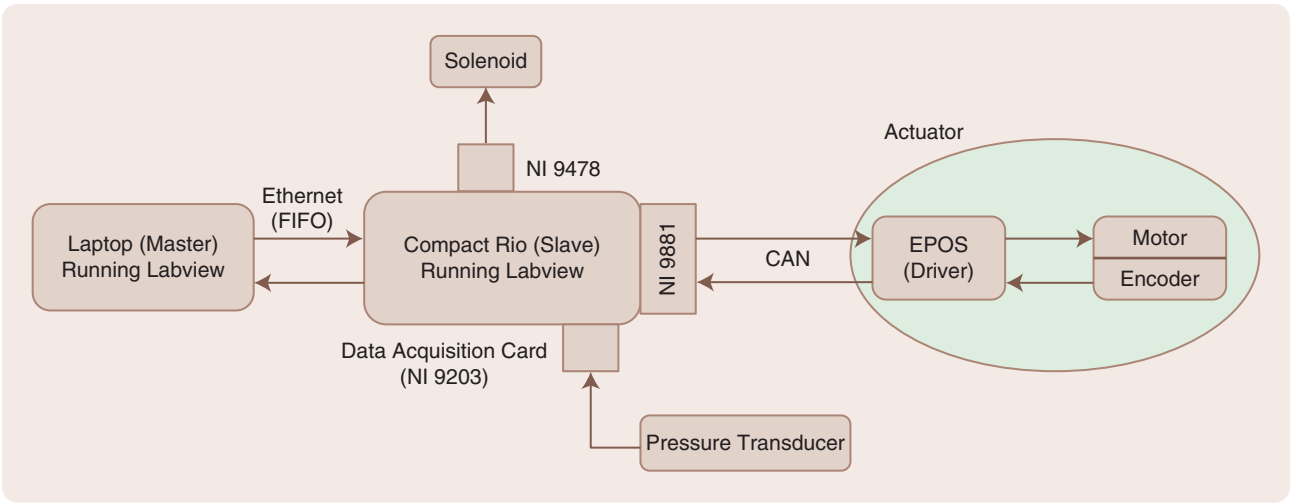 Solenoid
NI 9478
Actuator
Ethernet
(FIFO)
Laptop (Master)
Running Labview
Compact Rio (Slave)
Running Labview
NI 9881
CAN
EPOS
(Driver)
Motor
Encoder
Data Acquisition Card
(NI 9203)
Pressure Transducer